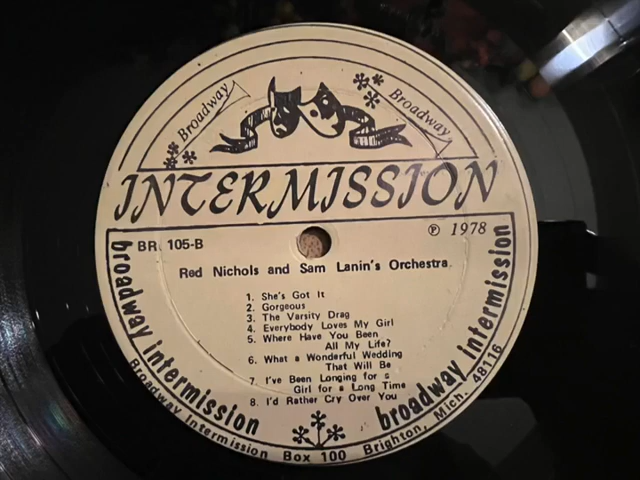 Broadway
Broadway
INTERMISSION
BR 105-B
℗ 1978
Red Nichols and Sam Lanin's Orchestra
1. She's Got It
2. Gorgeous
3. The Varsity Drag
4. Everybody Loves My Girl
5. Where Have You Been
All My Life?
6. What a Wonderful Wedding
That Will Be
7. I've Been Longing for s
Girl for a Long Time
8. I'd Rather Cry Over You
broadway intermission
broadway intermission
Broadway Intermission Box 100 Brighton, Mich. 48116